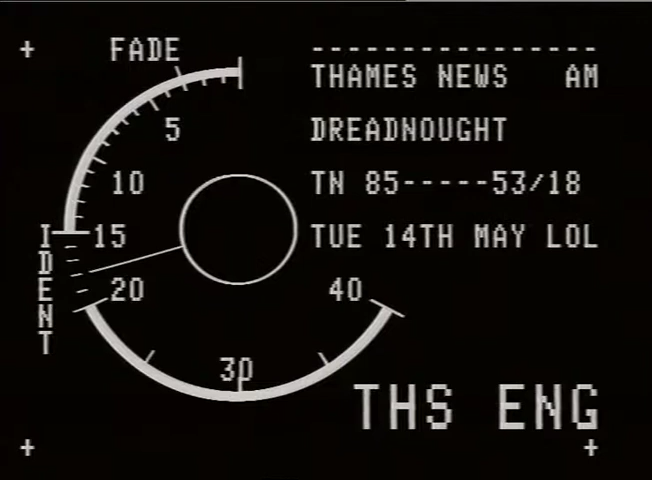 FADE
----------------
THAMES NEWS AM
DREADNOUGHT
TN 85-----53/18
TUE 14TH MAY LOL
5
10
15
20
30
40
IDENT
THS ENG